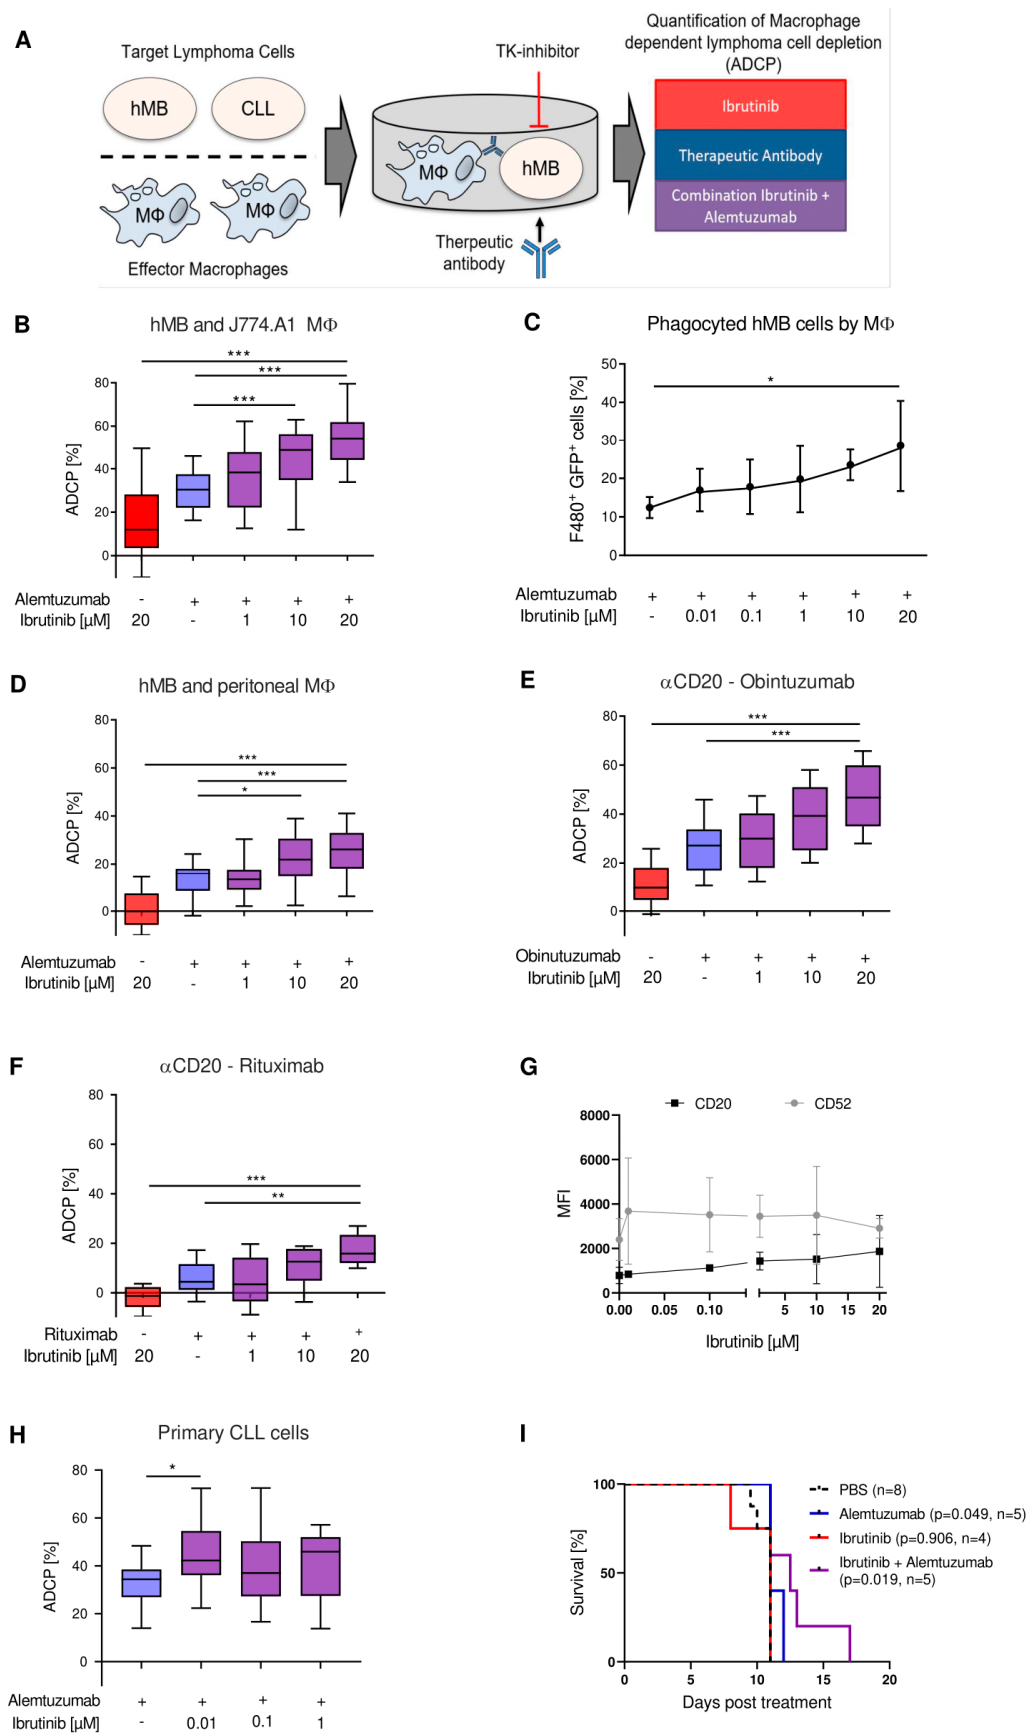 A
Target Lymphoma Cells
hMB
CLL
MΦ
MΦ
Effector Macrophages
TK-inhibitor
MΦ
hMB
Therpeutic
antibody
Quantification of Macrophage
dependent lymphoma cell depletion
(ADCP)
Ibrutinib
Therapeutic Antibody
Combination Ibrutinib +
Alemtuzumab
B
hMB and J774.A1 MΦ
ADCP [%]
80
60
40
20
0
***
***
***
Alemtuzumab - + + + +
Ibrutinib [µM] 20 - 1 10 20
C
Phagocyted hMB cells by MΦ
F480+ GFP+ cells [%]
50
40
30
20
10
0
*
Alemtuzumab + + + + + +
Ibrutinib [µM] - 0.01 0.1 1 10 20
D
hMB and peritoneal MΦ
ADCP [%]
80
60
40
20
0
***
***
*
Alemtuzumab - + + + +
Ibrutinib [µM] 20 - 1 10 20
E
αCD20 - Obintuzumab
ADCP [%]
80
60
40
20
0
***
***
Obinutuzumab - + + + +
Ibrutinib [µM] 20 - 1 10 20
F
αCD20 - Rituximab
ADCP [%]
80
60
40
20
0
***
**
Rituximab - + + + +
Ibrutinib [µM] 20 - 1 10 20
G
CD20
CD52
MFI
8000
6000
4000
2000
0
0.00 0.05 0.10 5 10 15 20
Ibrutinib [µM]
H
Primary CLL cells
ADCP [%]
80
60
40
20
0
*
Alemtuzumab + + + +
Ibrutinib [µM] - 0.01 0.1 1
I
Survival [%]
100
50
0
0 5 10 15 20
Days post treatment
PBS (n=8)
Alemtuzumab (p=0.049, n=5)
Ibrutinib (p=0.906, n=4)
Ibrutinib + Alemtuzumab
(p=0.019, n=5)